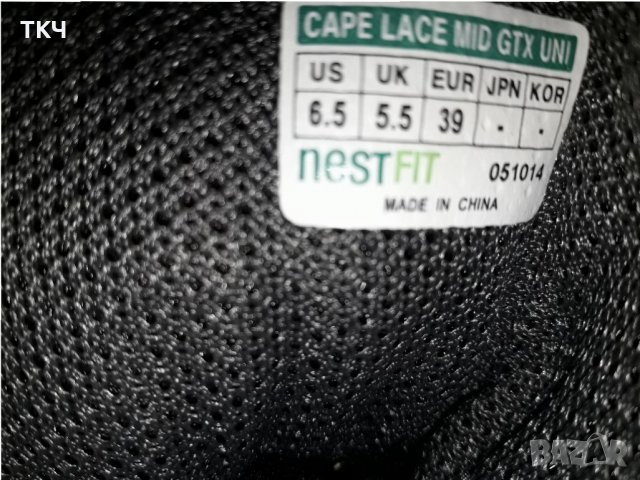 ТКЧ
CAPE LACE MID GTX UNI
US UK EUR JPN KOR
6.5 5.5 39 - -
nestFIT 051014
MADE IN CHINA
BAZAR